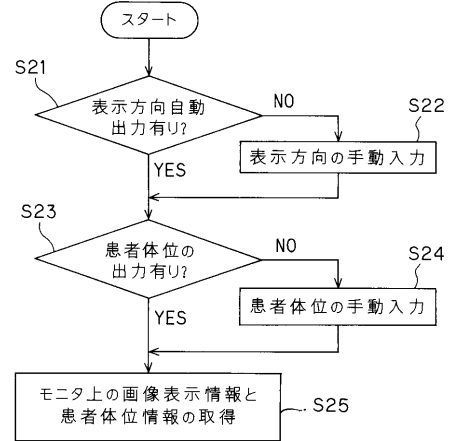 スタート
S21
表示方向自動
出力有り?
NO
S22
表示方向の手動入力
YES
S23
患者体位の
出力有り?
NO
S24
患者体位の手動入力
YES
モニタ上の画像表示情報と
患者体位情報の取得
S25